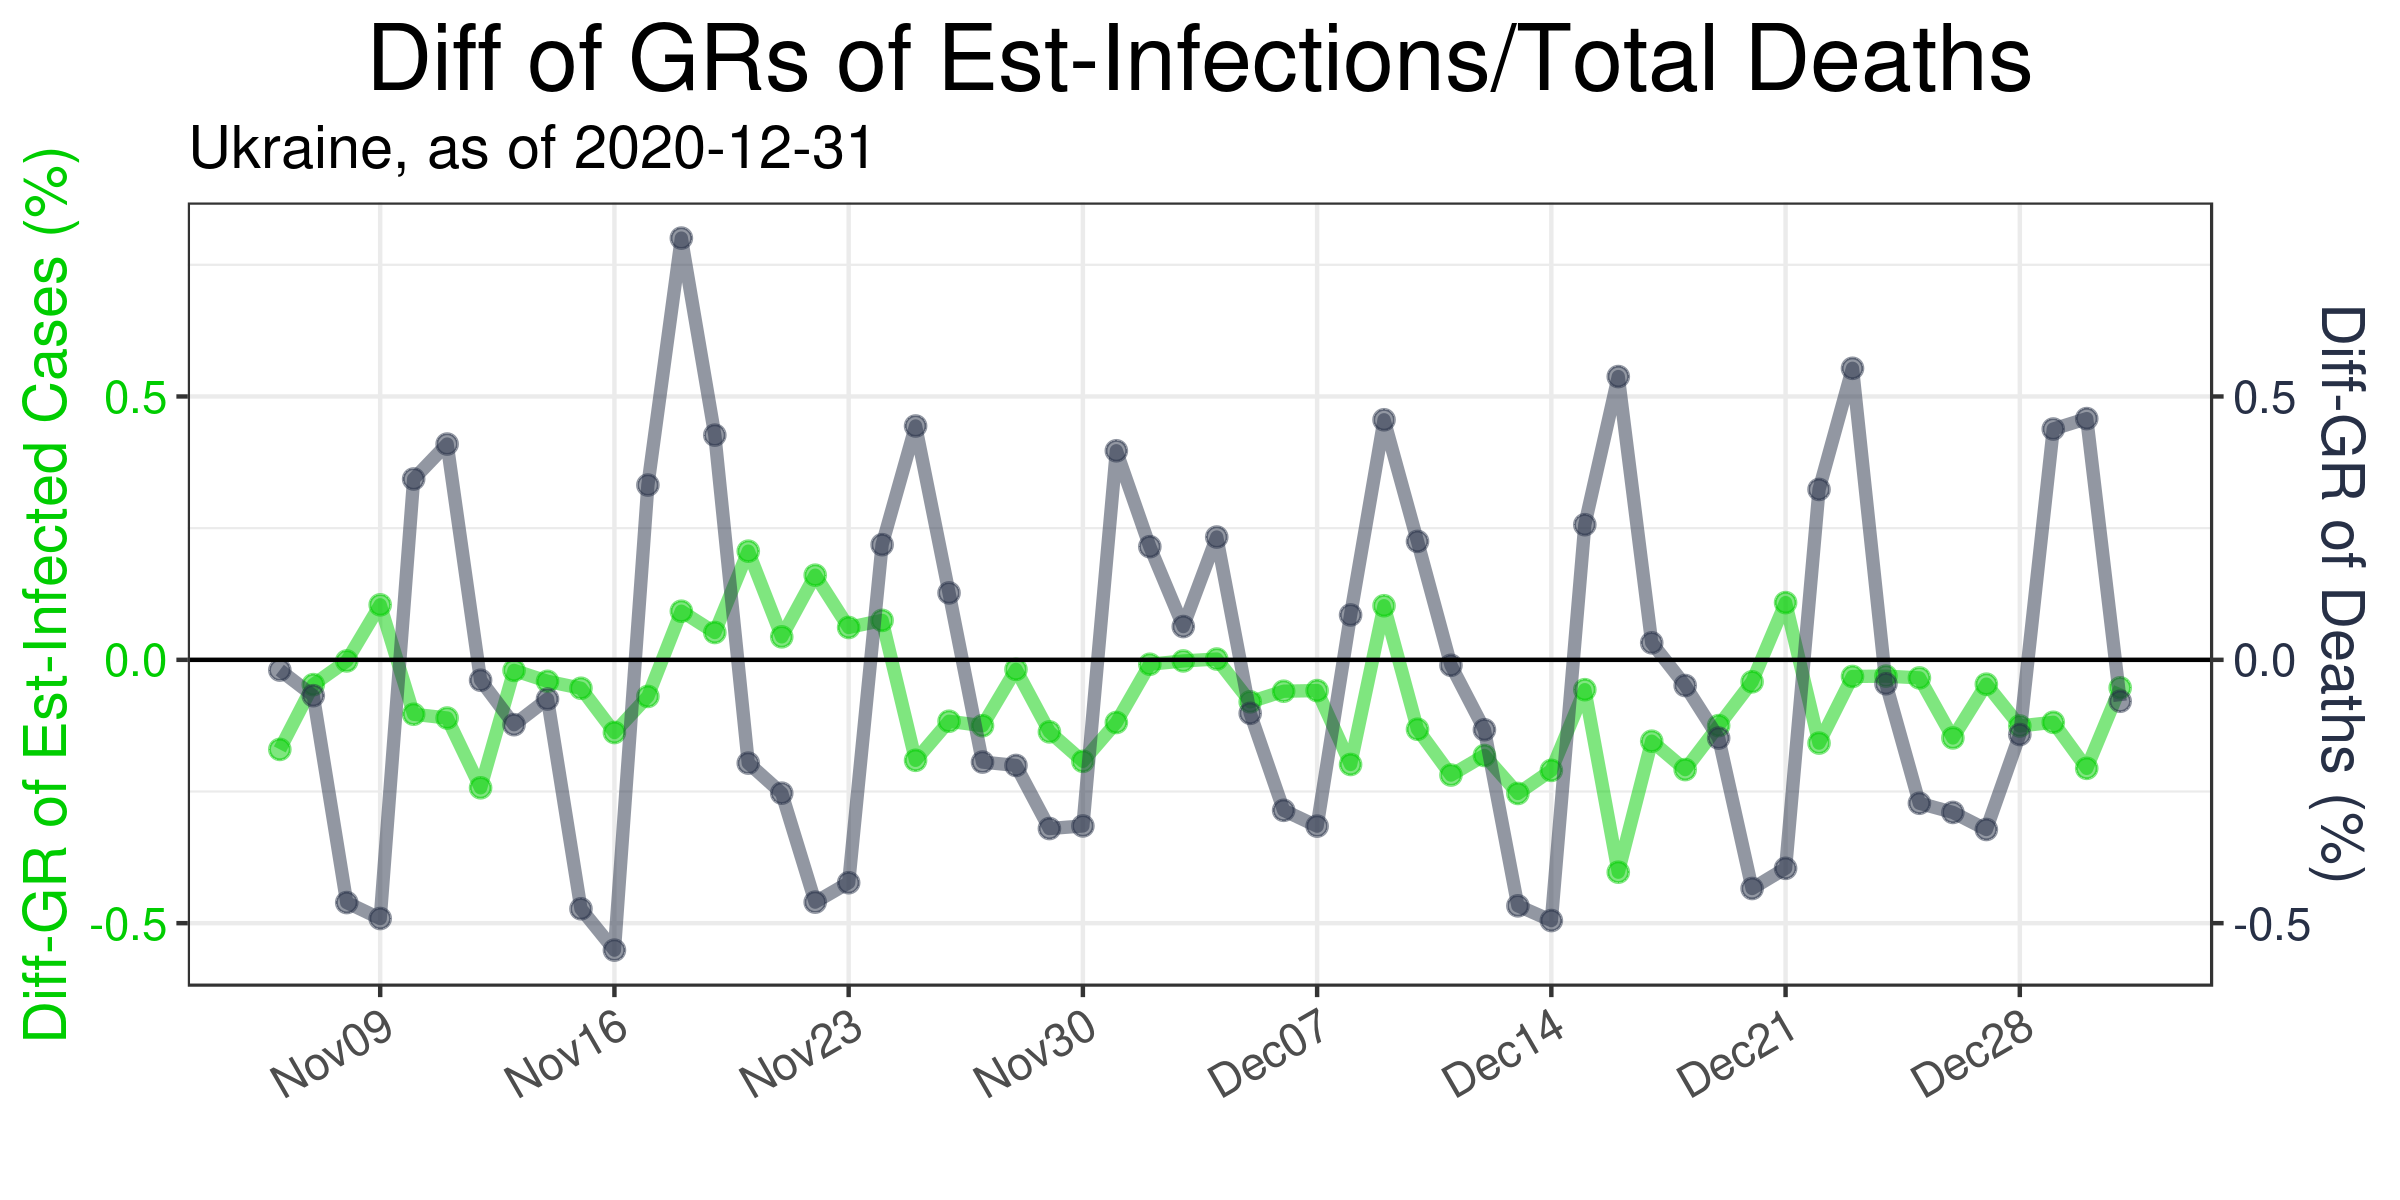 Diff of GRs of Est-Infections/Total Deaths
Ukraine, as of 2020-12-31
Diff-GR of Est-Infected Cases (%)
0.5
0.0
-0.5
0.5
0.0
-0.5
Diff-GR of Deaths (%)
Nov09
Nov16
Nov23
Nov30
Dec07
Dec14
Dec21
Dec28